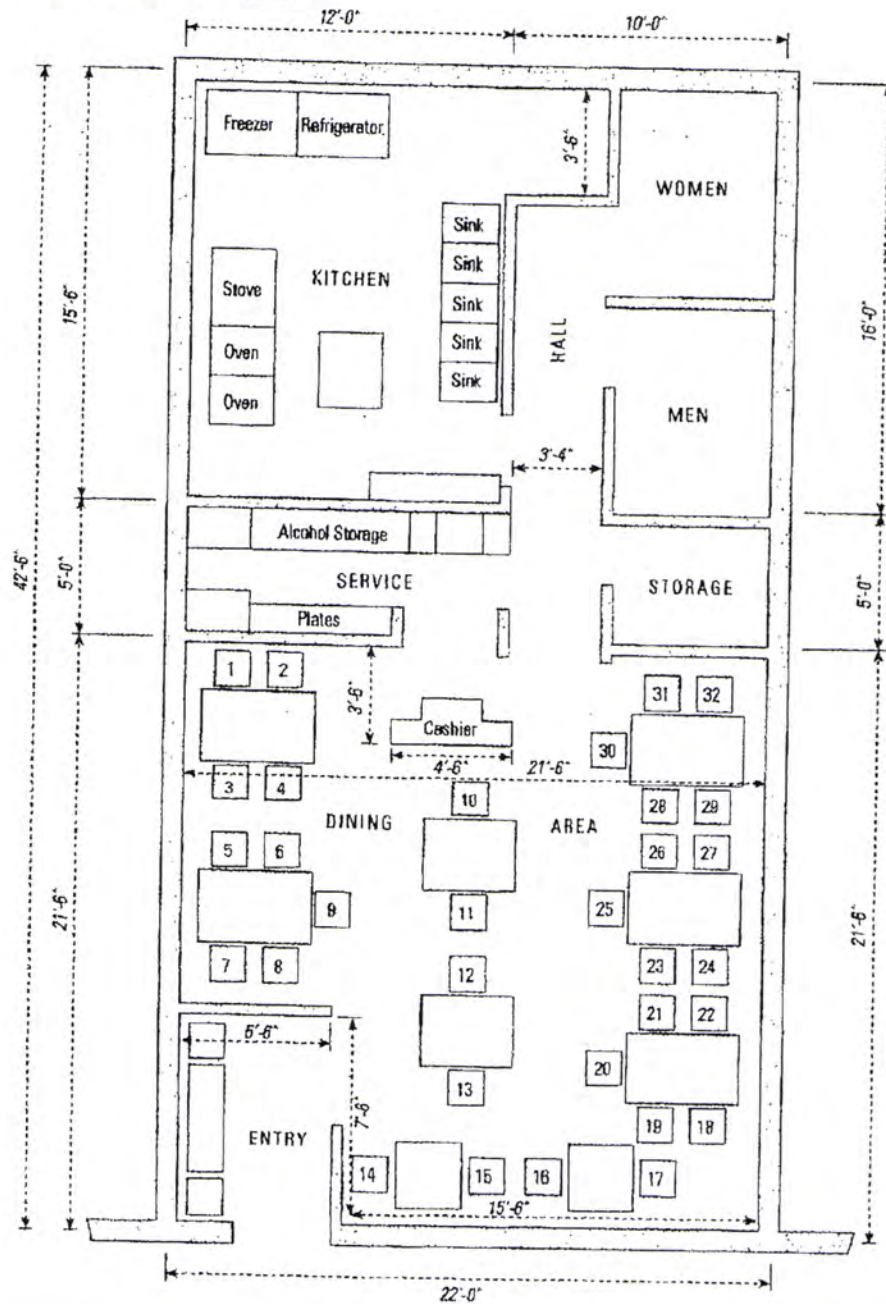 12'-0"
10'-0"
Freezer
Refrigerator
3'-6"
WOMEN
Sink
Sink
Sink
Sink
Sink
KITCHEN
Stove
Oven
Oven
HALL
MEN
15'-6"
16'-0"
3'-4"
42'-6"
5'-0"
Alcohol Storage
SERVICE
Plates
STORAGE
5'-0"
1 2
3'-6"
Cashier
31 32
30
4'-6"
21'-6"
3 4
10
28 29
DINING AREA
5 6
26 27
9
11
25
21'-6"
21'-6"
7 8
12
23 24
21 22
6'-6"
13
20
7'-6"
ENTRY
19 18
14
15 16
17
15'-6"
22'-0"